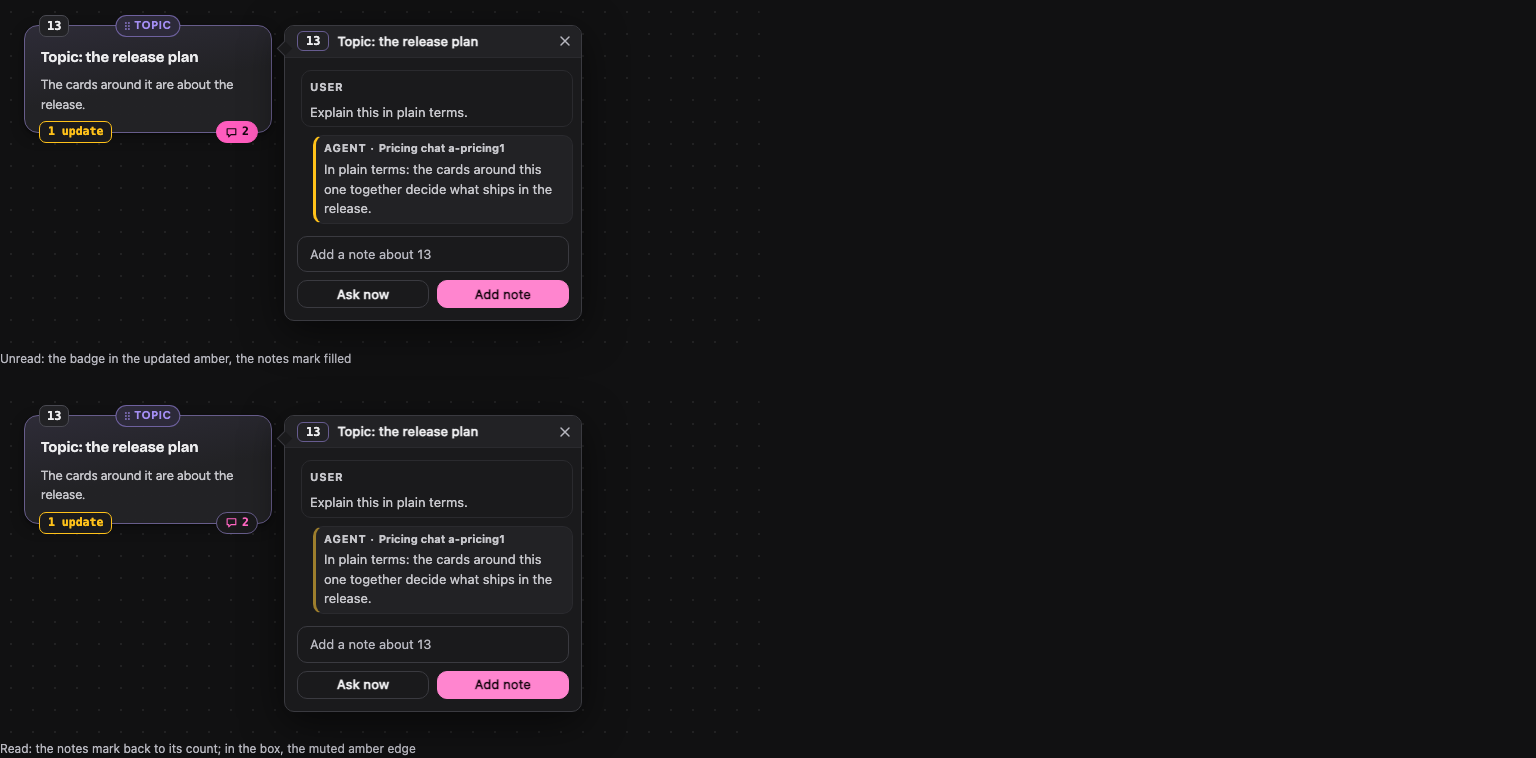 13
TOPIC
Topic: the release plan
The cards around it are about the
release.
1 update
2
13
Topic: the release plan
USER
Explain this in plain terms.
AGENT · Pricing chat a-pricing1
In plain terms: the cards around this
one together decide what ships in the
release.
Add a note about 13
Ask now
Add note
Unread: the badge in the updated amber, the notes mark filled
13
TOPIC
Topic: the release plan
The cards around it are about the
release.
1 update
2
13
Topic: the release plan
USER
Explain this in plain terms.
AGENT · Pricing chat a-pricing1
In plain terms: the cards around this
one together decide what ships in the
release.
Add a note about 13
Ask now
Add note
Read: the notes mark back to its count; in the box, the muted amber edge